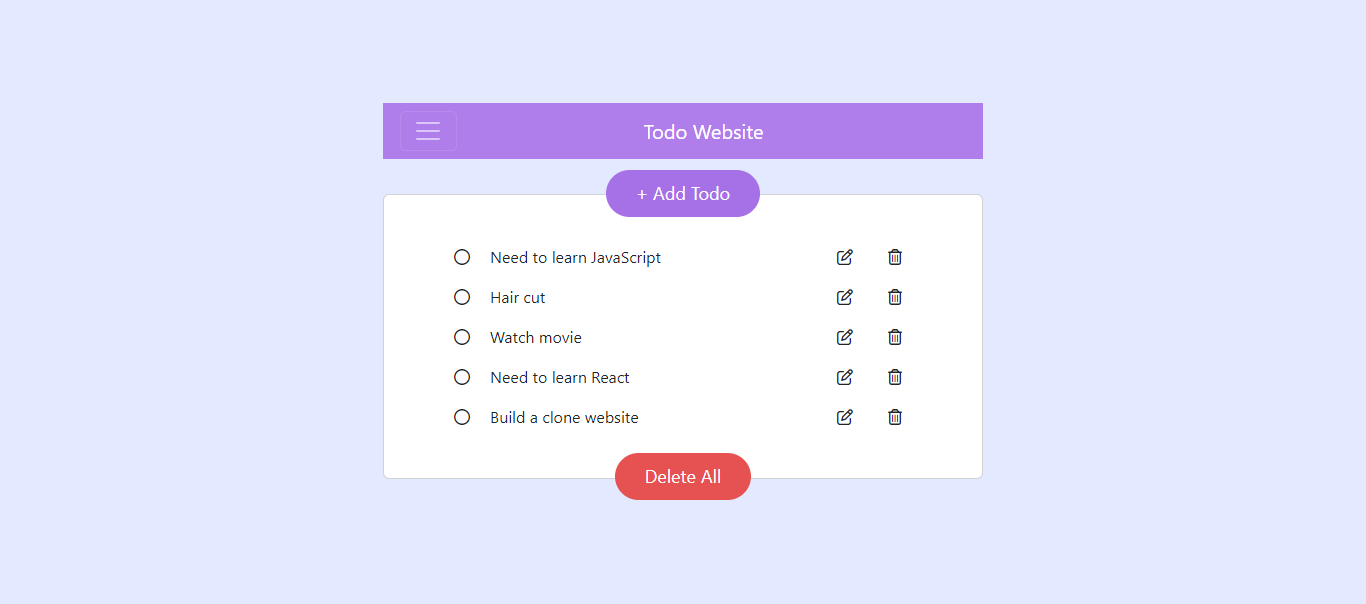 Todo Website
+ Add Todo
Need to learn JavaScript
Hair cut
Watch movie
Need to learn React
Build a clone website
Delete All